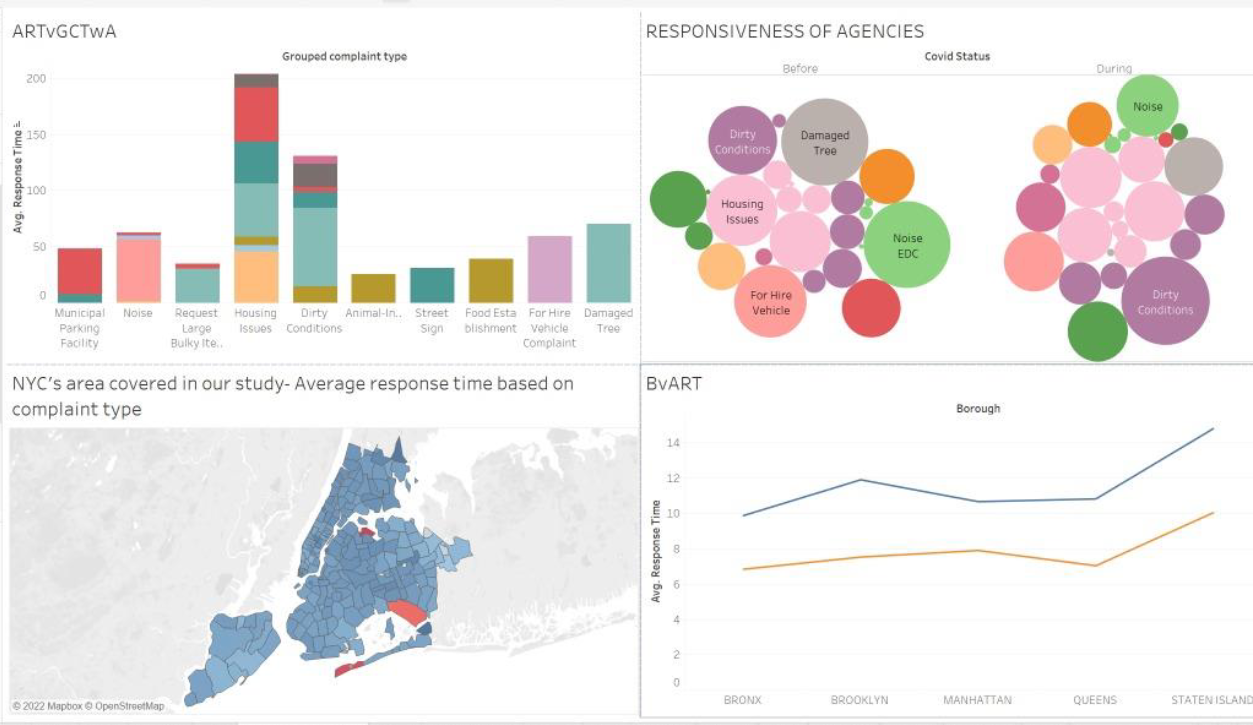 ARTvGCTwA
Grouped complaint type
200
150
100
50
0
Avg. Response Time
Municipal
Parking
Facility
Noise
Request
Large
Bulky Ite..
Housing
Issues
Dirty
Conditions
Animal-In..
Street
Sign
Food Esta
blishment
For Hire
Vehicle
Complaint
Damaged
Tree
RESPONSIVENESS OF AGENCIES
Covid Status
Before
During
Dirty
Conditions
Damaged
Tree
Housing
Issues
Noise
EDC
For Hire
Vehicle
Noise
Dirty
Conditions
NYC's area covered in our study- Average response time based on
complaint type
© 2022 Mapbox © OpenStreetMap
BvART
Borough
14
12
10
8
6
4
2
0
Avg. Response Time
BRONX
BROOKLYN
MANHATTAN
QUEENS
STATEN ISLAND